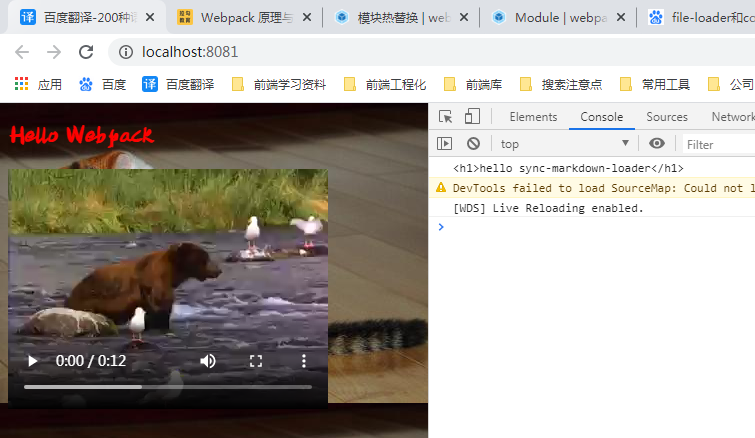 译 百度翻译-200种
Webpack 原理与
模块热替换 | web
Module | webpa
file-loader和cc
localhost:8081
应用 百度 译 百度翻译 前端学习资料 前端工程化 前端库 搜索注意点 常用工具 公司
Hello Webpack
0:00 / 0:12
Elements Console Sources Network
top Filter
<h1>hello sync-markdown-loader</h1>
DevTools failed to load SourceMap: Could not l
[WDS] Live Reloading enabled.